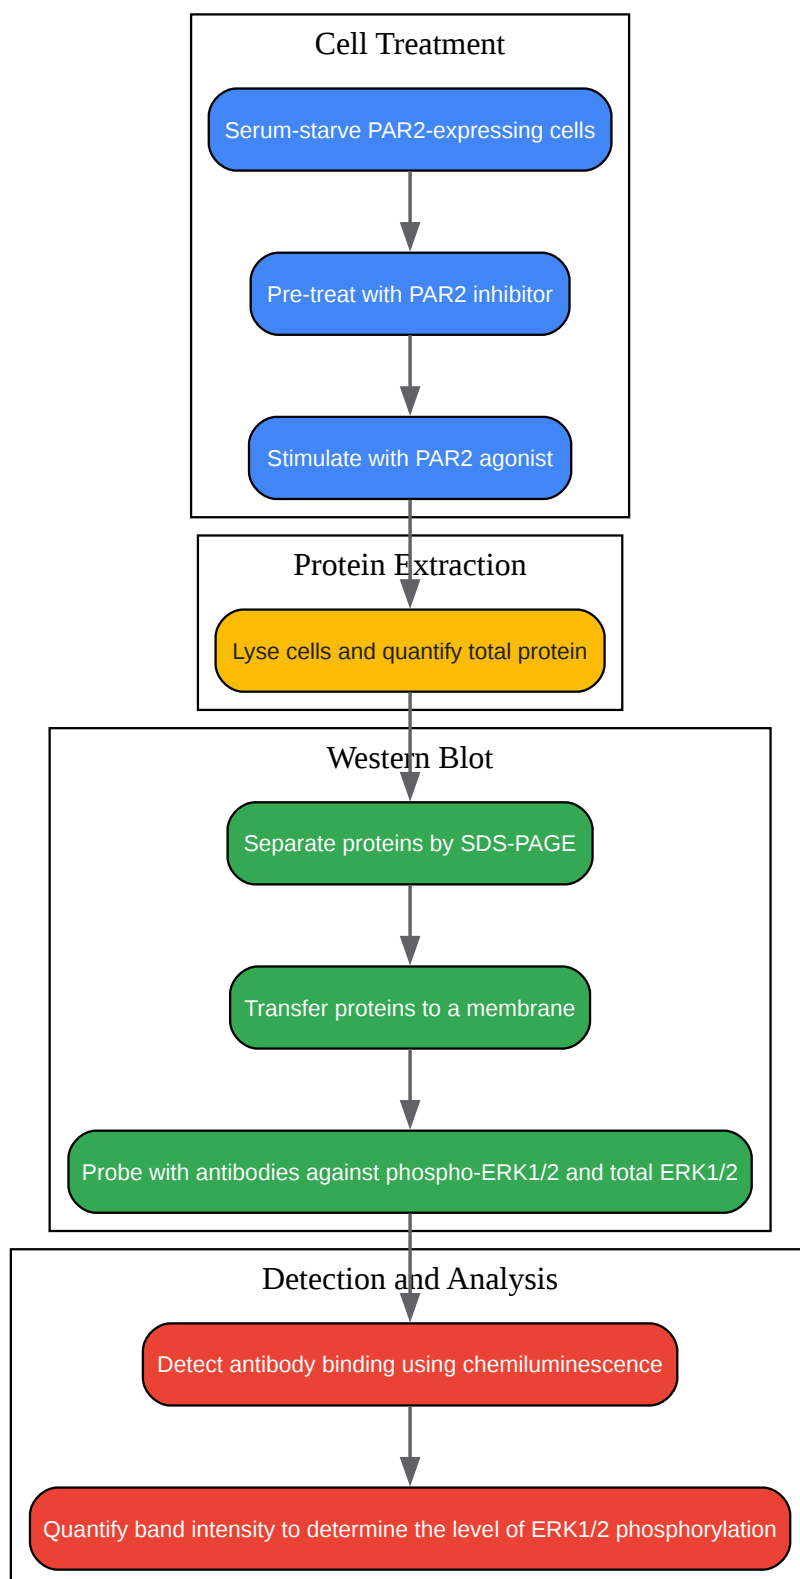 Cell Treatment
Serum-starve PAR2-expressing cells
Pre-treat with PAR2 inhibitor
Stimulate with PAR2 agonist
Protein Extraction
Lyse cells and quantify total protein
Western Blot
Separate proteins by SDS-PAGE
Transfer proteins to a membrane
Probe with antibodies against phospho-ERK1/2 and total ERK1/2
Detection and Analysis
Detect antibody binding using chemiluminescence
Quantify band intensity to determine the level of ERK1/2 phosphorylation